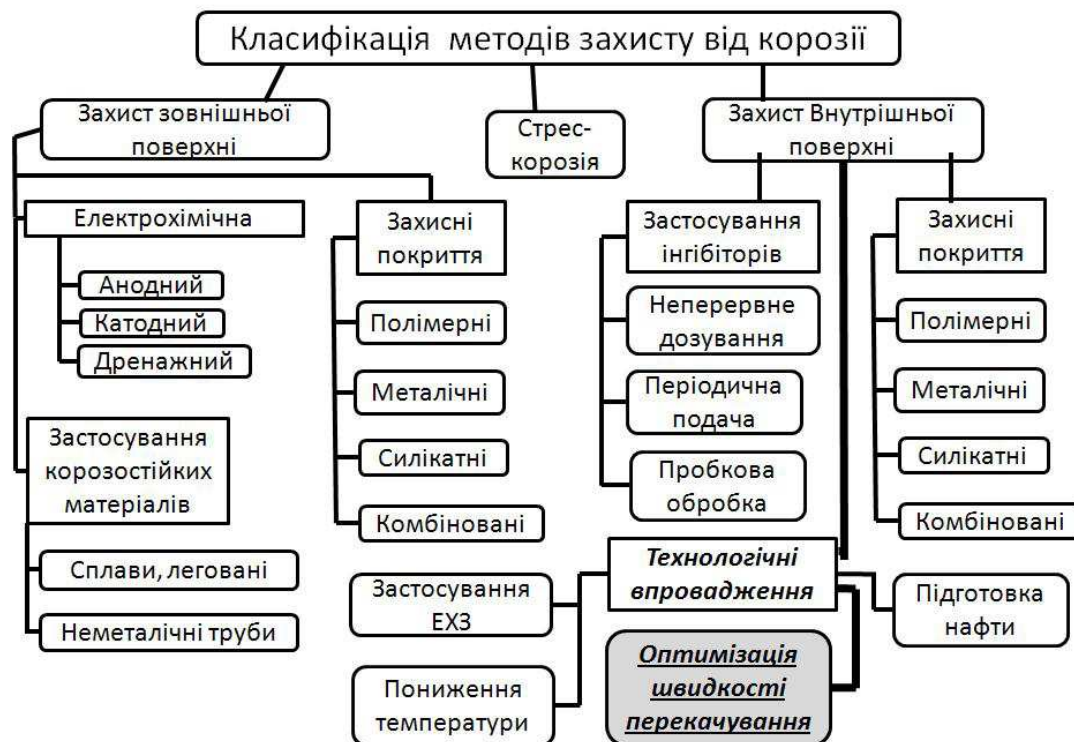 Класифікація методів захисту від корозії
Захист зовнішньої
поверхні
Стрес-
корозія
Захист Внутрішньої
поверхні
Електрохімічна
Анодний
Катодний
Дренажний
Застосування
корозостійких
матеріалів
Сплави, леговані
Неметалічні труби
Захисні
покриття
Полімерні
Металічні
Силікатні
Комбіновані
Застосування
інгібіторів
Неперервне
дозування
Періодична
подача
Пробкова
обробка
Захисні
покриття
Полімерні
Металічні
Силікатні
Комбіновані
Технологічні
впровадження
Застосування
ЕХЗ
Пониження
температури
Підготовка
нафти
Оптимізація
швидкості
перекачування